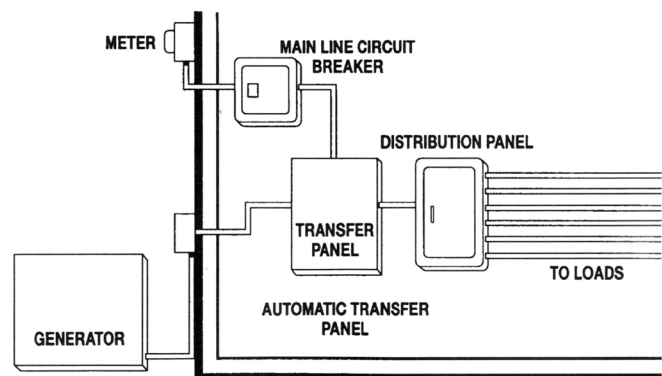 METER
MAIN LINE CIRCUIT
BREAKER
DISTRIBUTION PANEL
TRANSFER
PANEL
TO LOADS
AUTOMATIC TRANSFER
PANEL
GENERATOR